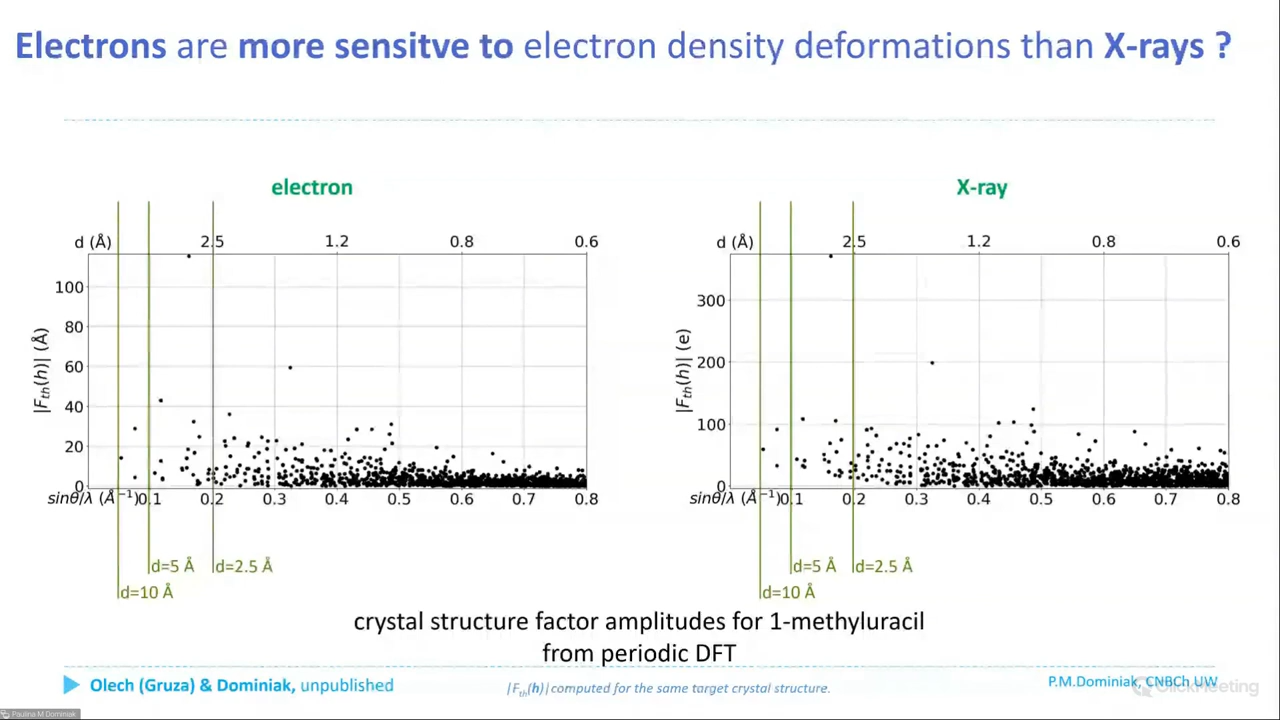 Electrons are more sensitve to electron density deformations than X-rays ?
electron
d (Å) 2.5 1.2 0.8 0.6
|Fth(h)| (Å)
100
80
60
40
20
0
sinθ/λ (Å⁻¹) 0.1 0.2 0.3 0.4 0.5 0.6 0.7 0.8
d=5 Å d=2.5 Å
d=10 Å
X-ray
d (Å) 2.5 1.2 0.8 0.6
|Fth(h)| (e)
300
200
100
0
sinθ/λ (Å⁻¹) 0.1 0.2 0.3 0.4 0.5 0.6 0.7 0.8
d=5 Å d=2.5 Å
d=10 Å
crystal structure factor amplitudes for 1-methyluracil
from periodic DFT
Olech (Gruza) & Dominiak, unpublished
|Fth(h)| computed for the same target crystal structure.
P.M.Dominiak, CNBCh UW
ClickMeeting
Paulina M Dominiak